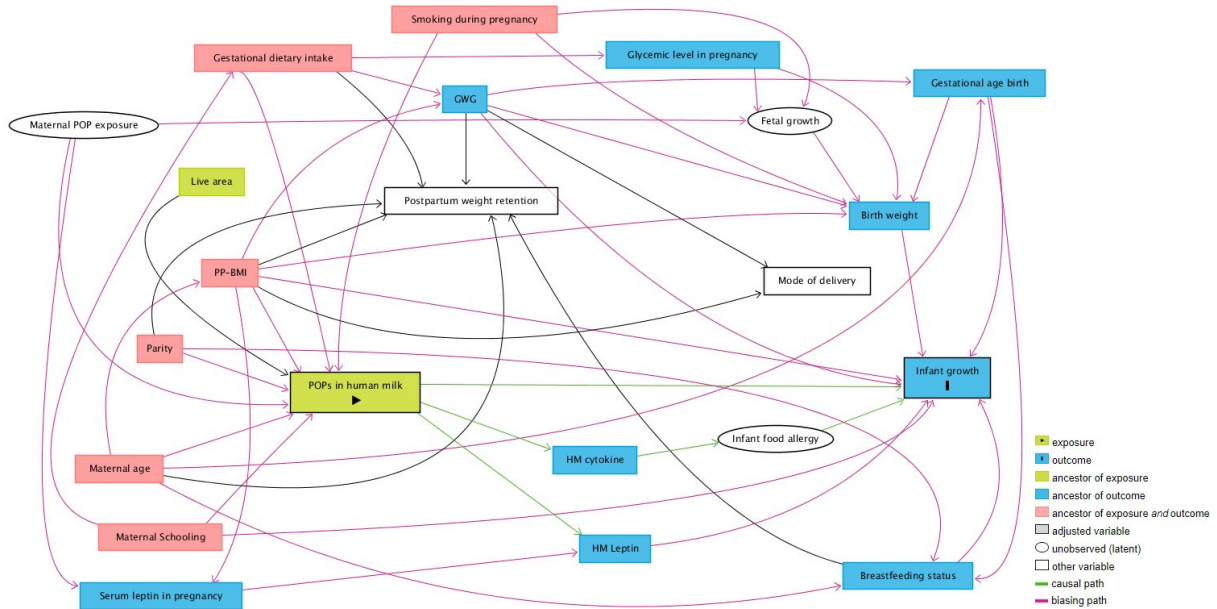 Smoking during pregnancy
Gestational dietary intake
Glycemic level in pregnancy
Gestational age birth
GWG
Maternal POP exposure
Fetal growth
Live area
Postpartum weight retention
Birth weight
PP-BMI
Mode of delivery
Parity
POPs in human milk
Infant growth
Infant food allergy
HM cytokine
Maternal age
Maternal Schooling
HM Leptin
Breastfeeding status
Serum leptin in pregnancy
exposure
outcome
ancestor of exposure
ancestor of outcome
ancestor of exposure and outcome
adjusted variable
unobserved (latent)
other variable
causal path
biasing path